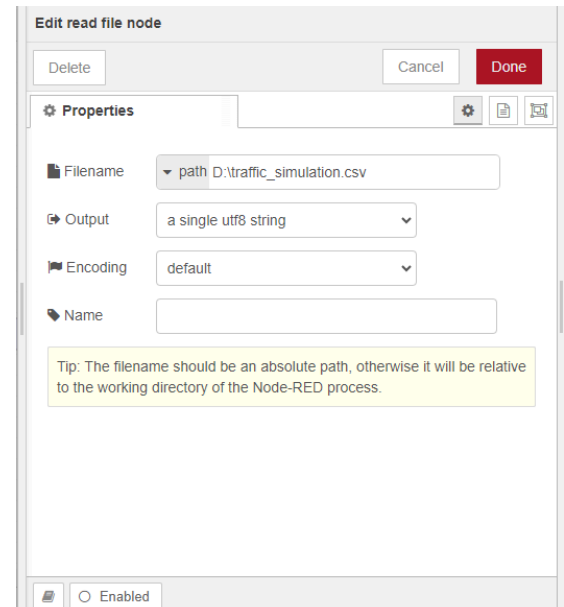 Edit read file node
Delete Cancel Done
Properties
Filename path D:\traffic_simulation.csv
Output a single utf8 string
Encoding default
Name
Tip: The filename should be an absolute path, otherwise it will be relative
to the working directory of the Node-RED process.
Enabled